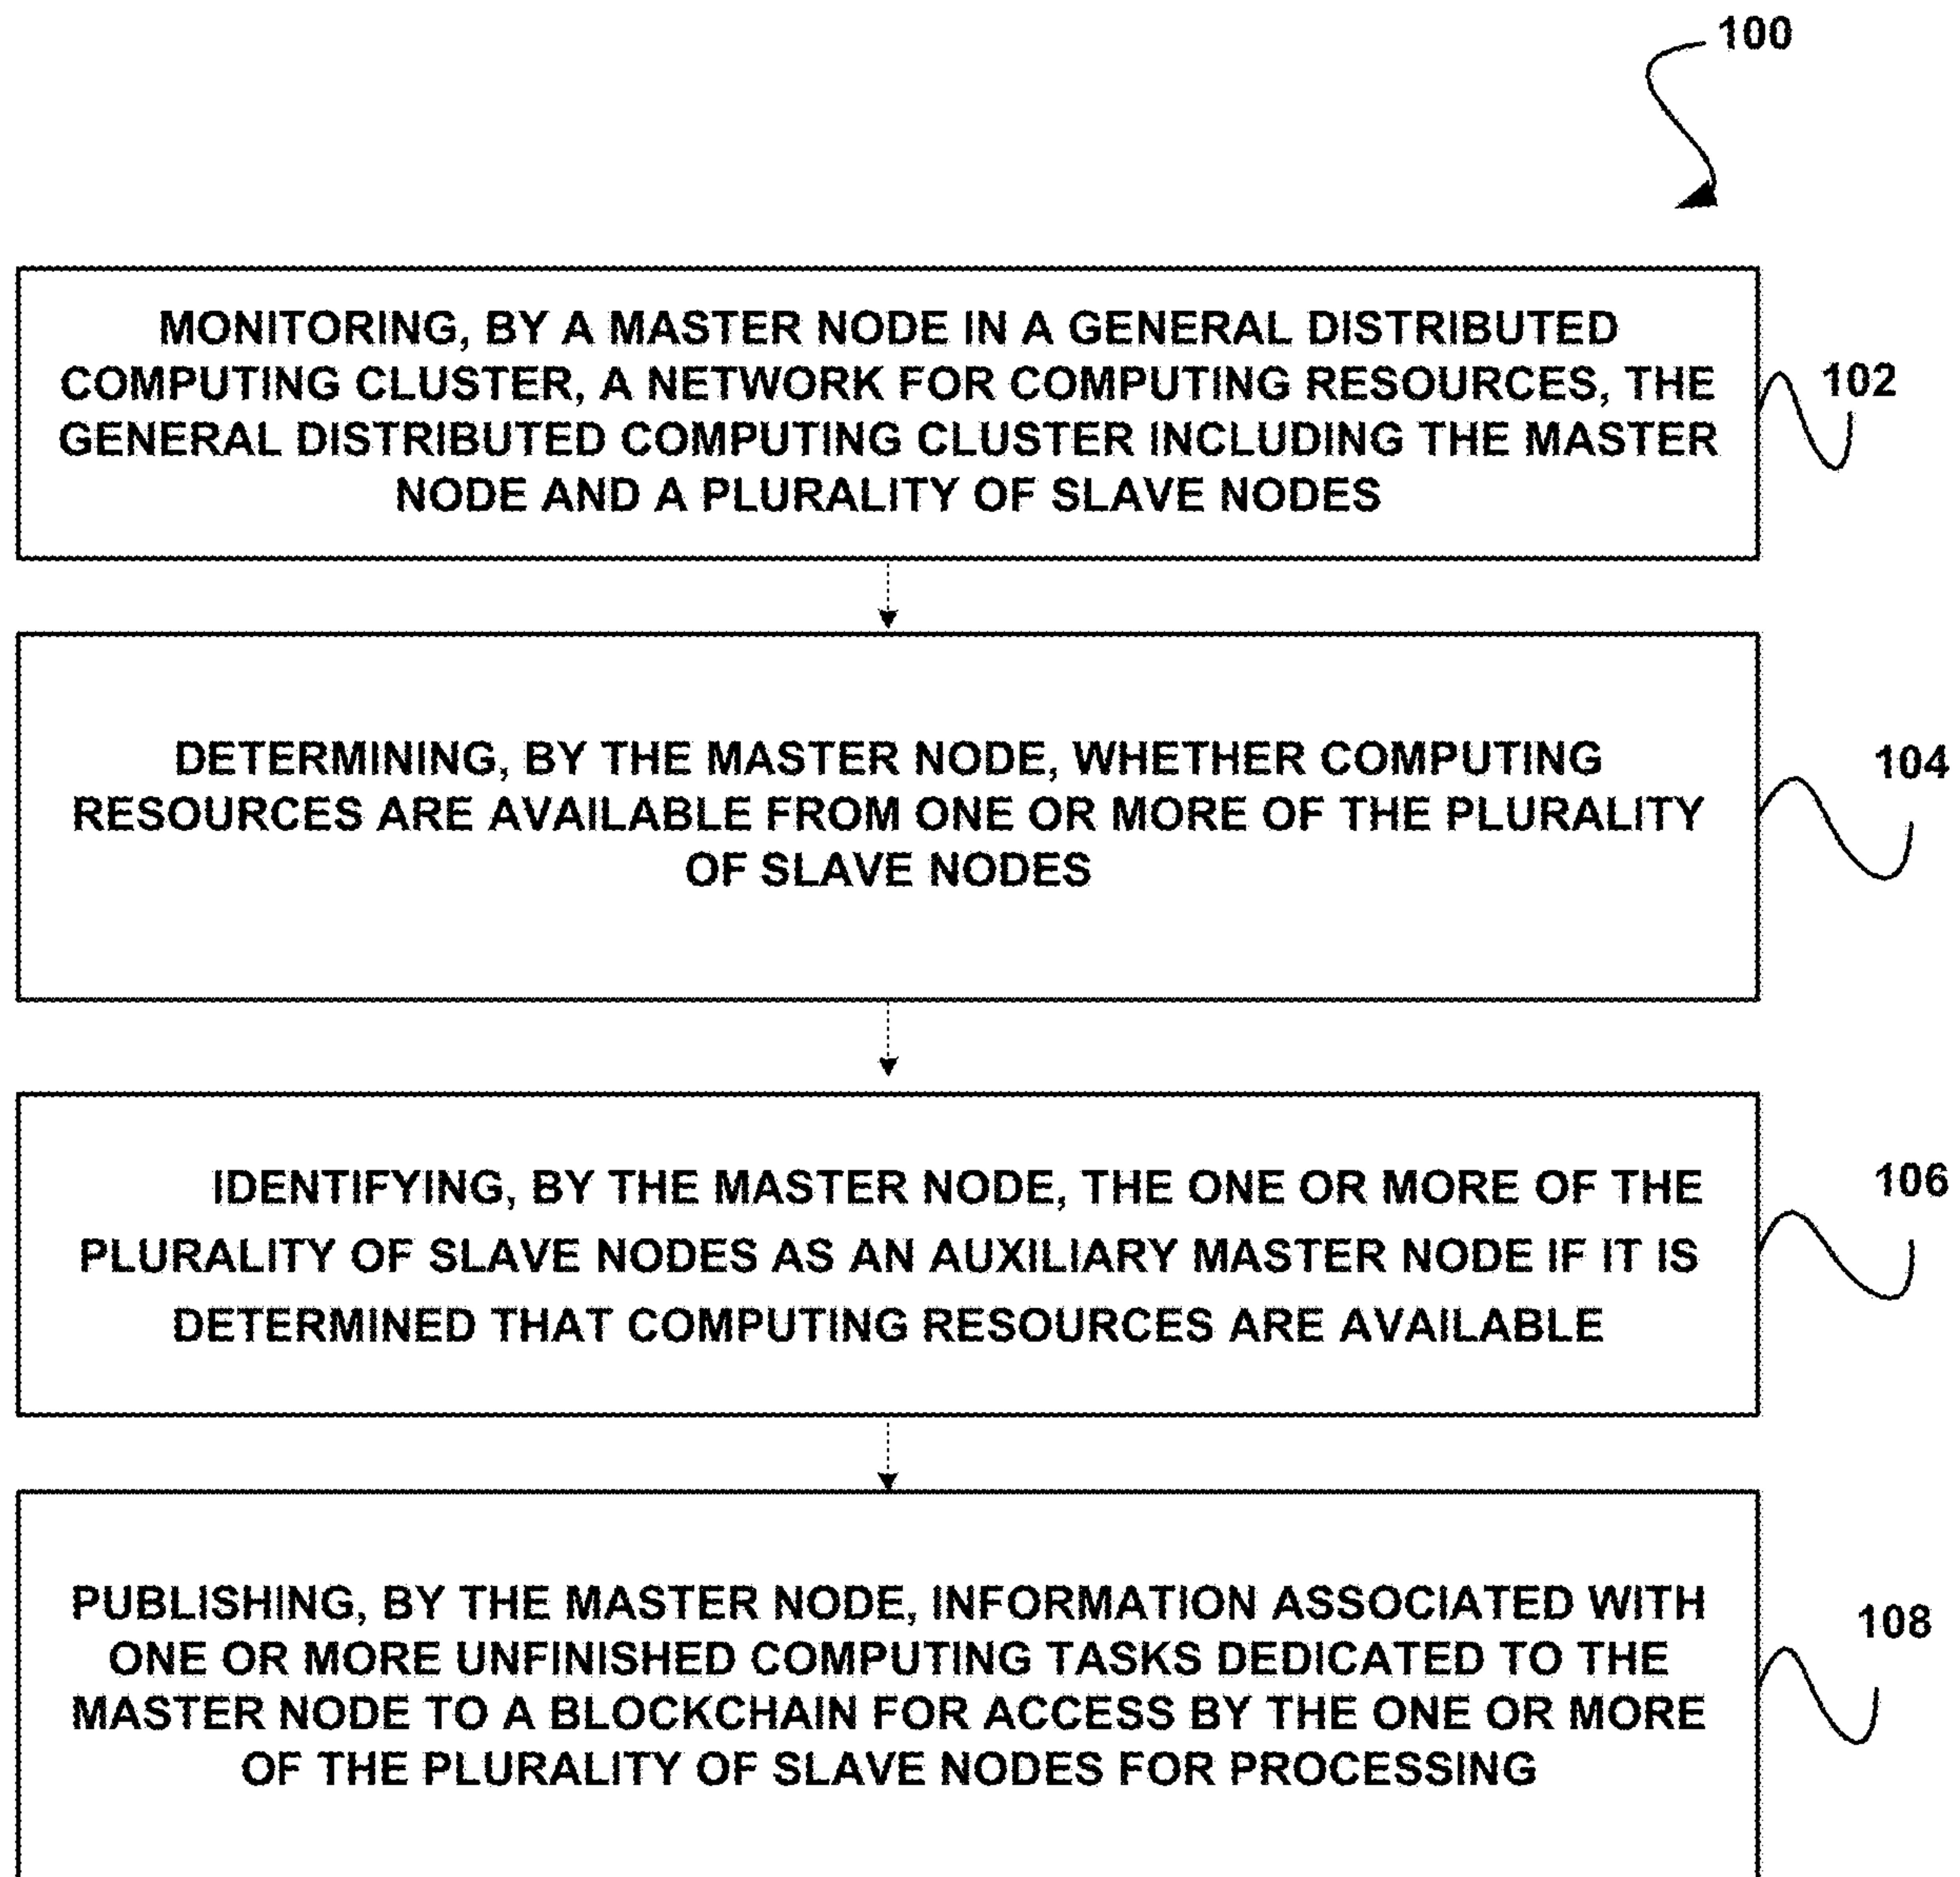 100
MONITORING, BY A MASTER NODE IN A GENERAL DISTRIBUTED
COMPUTING CLUSTER, A NETWORK FOR COMPUTING RESOURCES, THE
GENERAL DISTRIBUTED COMPUTING CLUSTER INCLUDING THE MASTER
NODE AND A PLURALITY OF SLAVE NODES
102
DETERMINING, BY THE MASTER NODE, WHETHER COMPUTING
RESOURCES ARE AVAILABLE FROM ONE OR MORE OF THE PLURALITY
OF SLAVE NODES
104
IDENTIFYING, BY THE MASTER NODE, THE ONE OR MORE OF THE
PLURALITY OF SLAVE NODES AS AN AUXILIARY MASTER NODE IF IT IS
DETERMINED THAT COMPUTING RESOURCES ARE AVAILABLE
106
PUBLISHING, BY THE MASTER NODE, INFORMATION ASSOCIATED WITH
ONE OR MORE UNFINISHED COMPUTING TASKS DEDICATED TO THE
MASTER NODE TO A BLOCKCHAIN FOR ACCESS BY THE ONE OR MORE
OF THE PLURALITY OF SLAVE NODES FOR PROCESSING
108